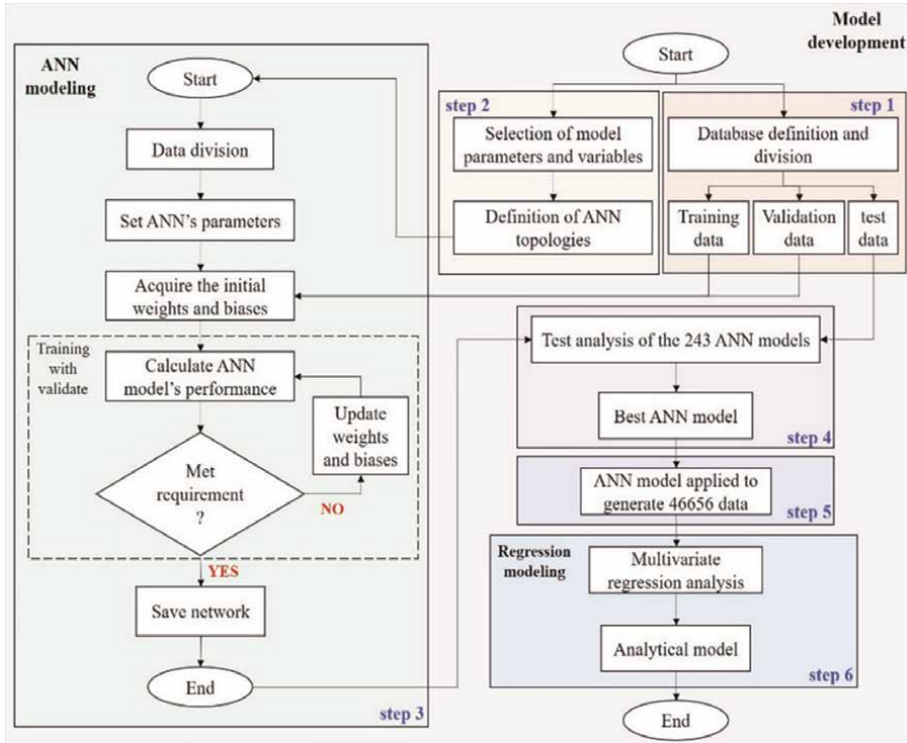 Model
development
ANN
modeling
Start
Data division
Set ANN's parameters
Acquire the initial
weights and biases
Training
with
validate
Calculate ANN
model's performance
Update
weights
and biases
Met
requirement
?
NO
YES
Save network
End
step 3
Start
step 2
Selection of model
parameters and variables
Definition of ANN
topologies
step 1
Database definition and
division
Training
data
Validation
data
test
data
Test analysis of the 243 ANN models
Best ANN model
step 4
ANN model applied to
generate 46656 data
step 5
Regression
modeling
Multivariate
regression analysis
Analytical model
step 6
End